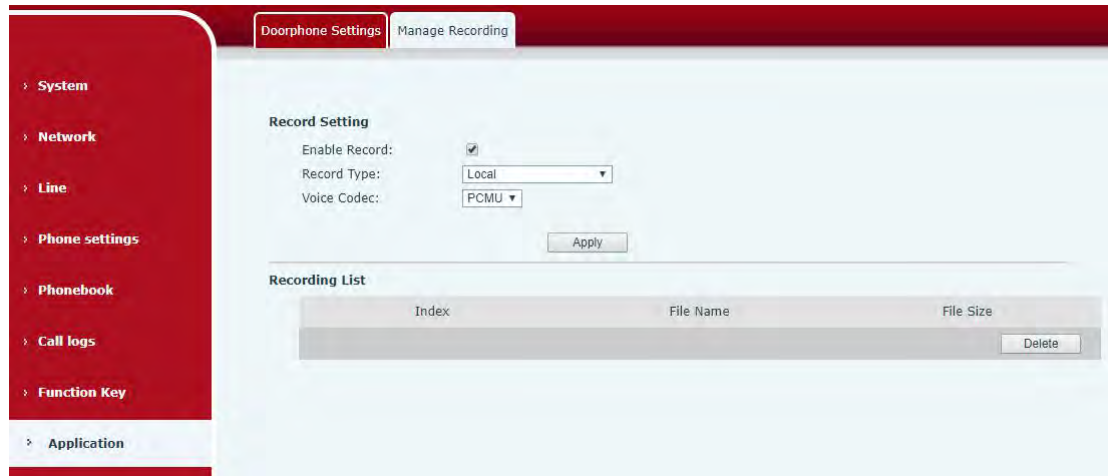 Doorphone Settings Manage Recording
System
Network
Line
Phone settings
Phonebook
Call logs
Function Key
Application
Record Setting
Enable Record:
Record Type: Local
Voice Codec: PCMU
Apply
Recording List
Index File Name File Size
Delete